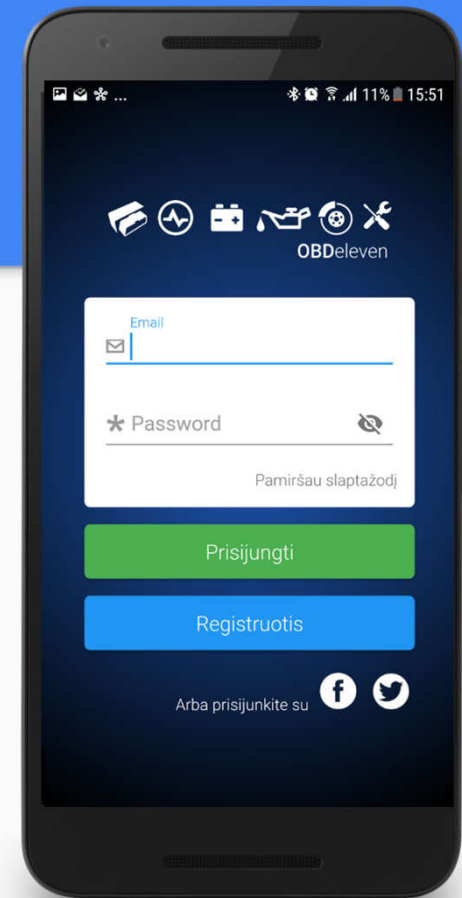 ... 11% 15:51
OBDeleven
Email
Password
Pamiršau slaptažodį
Prisijungti
Registruotis
Arba prisijunkite su